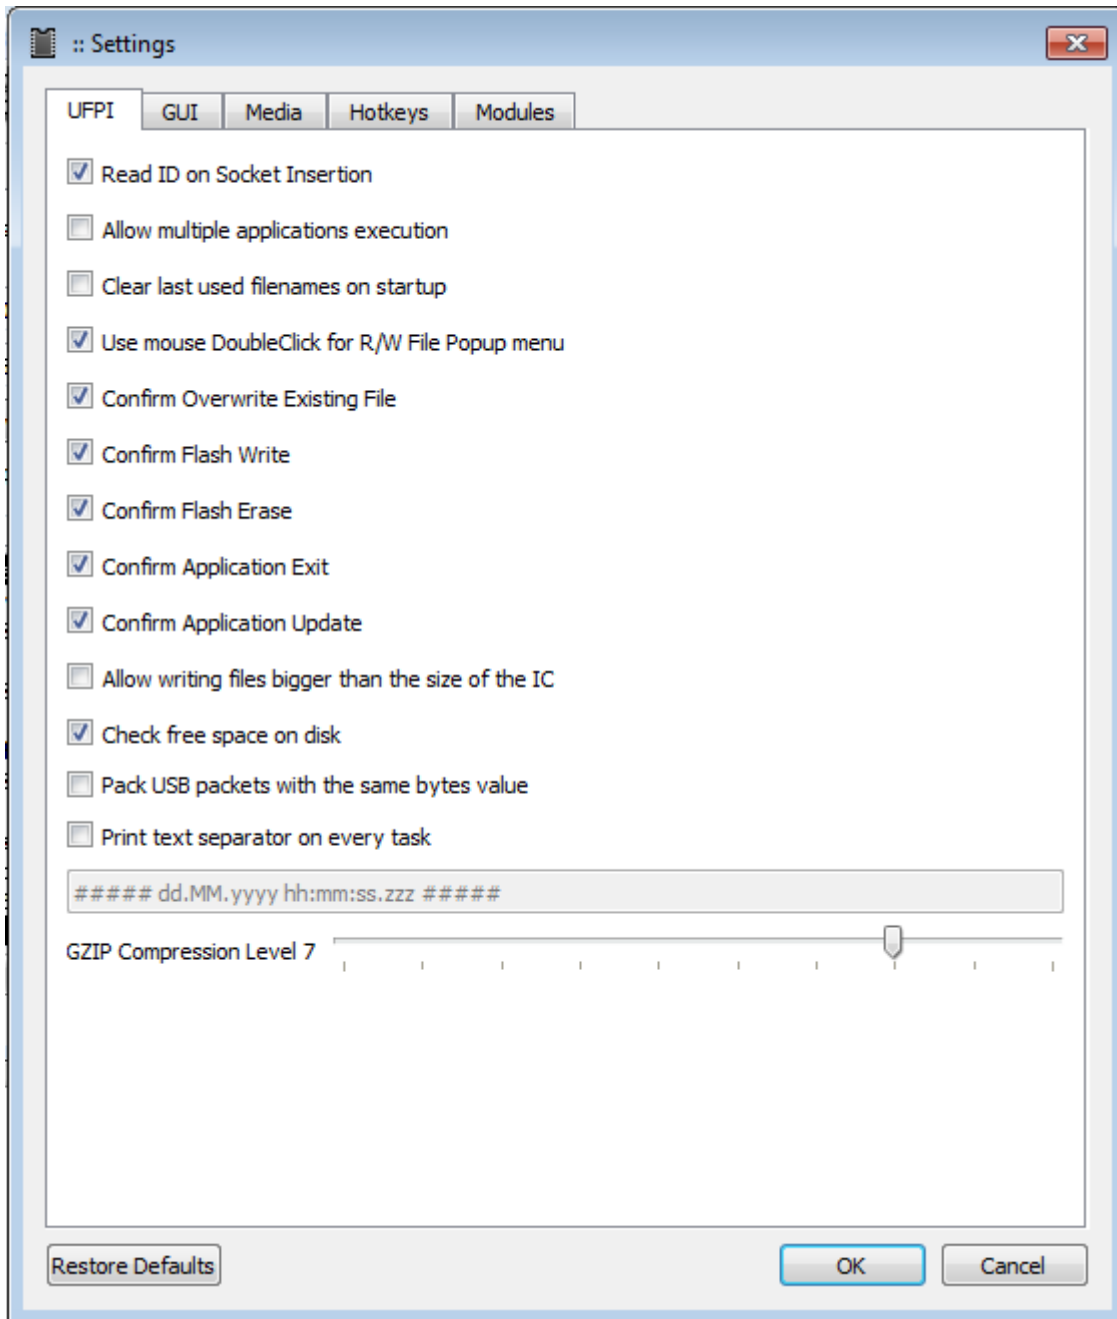 :: Settings
UFPI GUI Media Hotkeys Modules
Read ID on Socket Insertion
Allow multiple applications execution
Clear last used filenames on startup
Use mouse DoubleClick for R/W File Popup menu
Confirm Overwrite Existing File
Confirm Flash Write
Confirm Flash Erase
Confirm Application Exit
Confirm Application Update
Allow writing files bigger than the size of the IC
Check free space on disk
Pack USB packets with the same bytes value
Print text separator on every task
##### dd.MM.yyyy hh:mm:ss.zzz #####
GZIP Compression Level 7
Restore Defaults OK Cancel